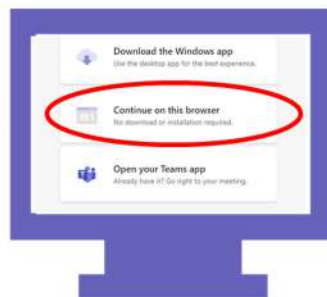 Download the Windows app
Use the desktop app for the best experience.
Continue on this browser
No download or installation required.
Open your Teams app
Already have it? Go right to your meeting.